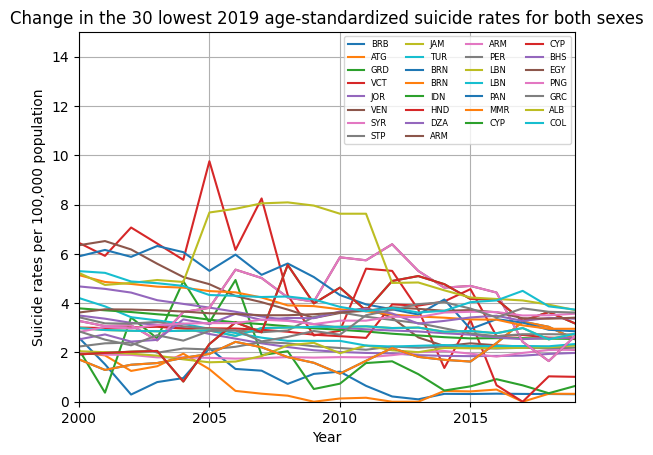 Change in the 30 lowest 2019 age-standardized suicide rates for both sexes
Suicide rates per 100,000 population
14
12
10
8
6
4
2
0
BRB JAM ARM CYP
ATG TUR PER BHS
GRD BRN LBN EGY
VCT BRN LBN PNG
JOR IDN PAN GRC
VEN HND MMR ALB
SYR DZA CYP COL
STP ARM
2000 2005 2010 2015
Year